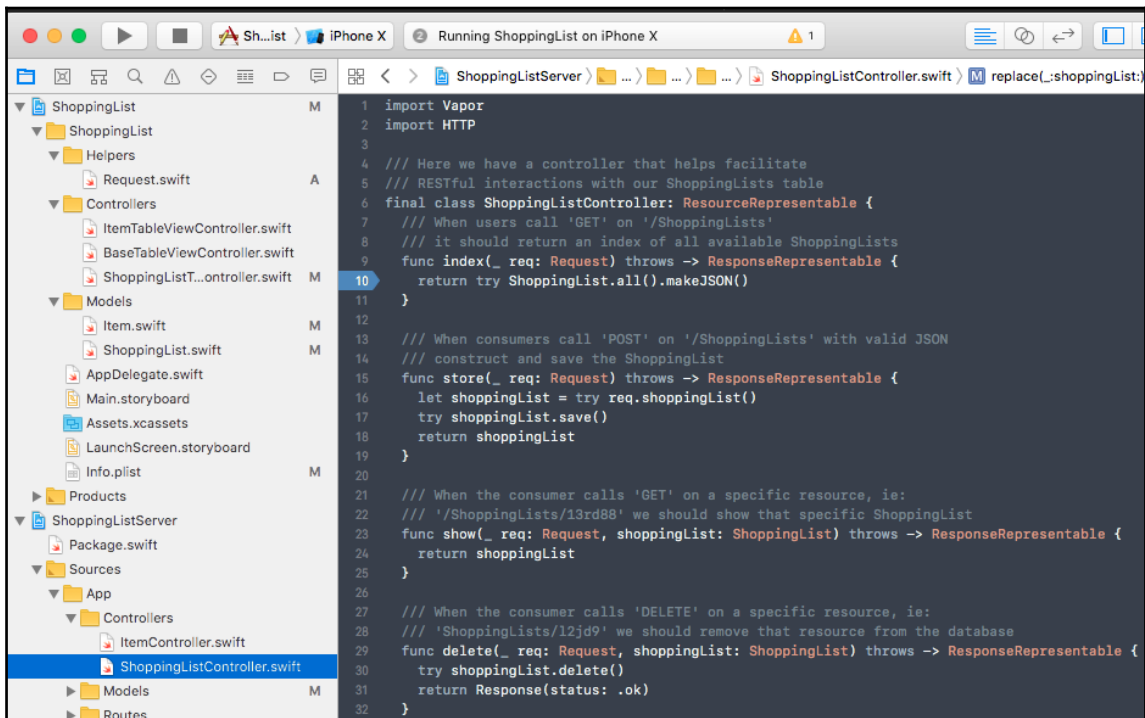 Sh...ist 〉 iPhone X 2 Running ShoppingList on iPhone X 1
ShoppingListServer 〉 ... 〉 ... 〉 ... 〉 ShoppingListController.swift 〉 M replace(_:shoppingList:)
ShoppingList M
ShoppingList
Helpers
Request.swift A
Controllers
ItemTableViewController.swift
BaseTableViewController.swift
ShoppingListT...ontroller.swift M
Models
Item.swift M
ShoppingList.swift M
AppDelegate.swift
Main.storyboard
Assets.xcassets
LaunchScreen.storyboard
Info.plist M
Products
ShoppingListServer
Package.swift
Sources
App
Controllers
ItemController.swift
ShoppingListController.swift
Models M
Routes
1 import Vapor
2 import HTTP
3
4 /// Here we have a controller that helps facilitate
5 /// RESTful interactions with our ShoppingLists table
6 final class ShoppingListController: ResourceRepresentable {
7 /// When users call 'GET' on '/ShoppingLists'
8 /// it should return an index of all available ShoppingLists
9 func index(_ req: Request) throws -> ResponseRepresentable {
10 return try ShoppingList.all().makeJSON()
11 }
12
13 /// When consumers call 'POST' on '/ShoppingLists' with valid JSON
14 /// construct and save the ShoppingList
15 func store(_ req: Request) throws -> ResponseRepresentable {
16 let shoppingList = try req.shoppingList()
17 try shoppingList.save()
18 return shoppingList
19 }
20
21 /// When the consumer calls 'GET' on a specific resource, ie:
22 /// '/ShoppingLists/13rd88' we should show that specific ShoppingList
23 func show(_ req: Request, shoppingList: ShoppingList) throws -> ResponseRepresentable {
24 return shoppingList
25 }
26
27 /// When the consumer calls 'DELETE' on a specific resource, ie:
28 /// 'ShoppingLists/l2jd9' we should remove that resource from the database
29 func delete(_ req: Request, shoppingList: ShoppingList) throws -> ResponseRepresentable {
30 try shoppingList.delete()
31 return Response(status: .ok)
32 }